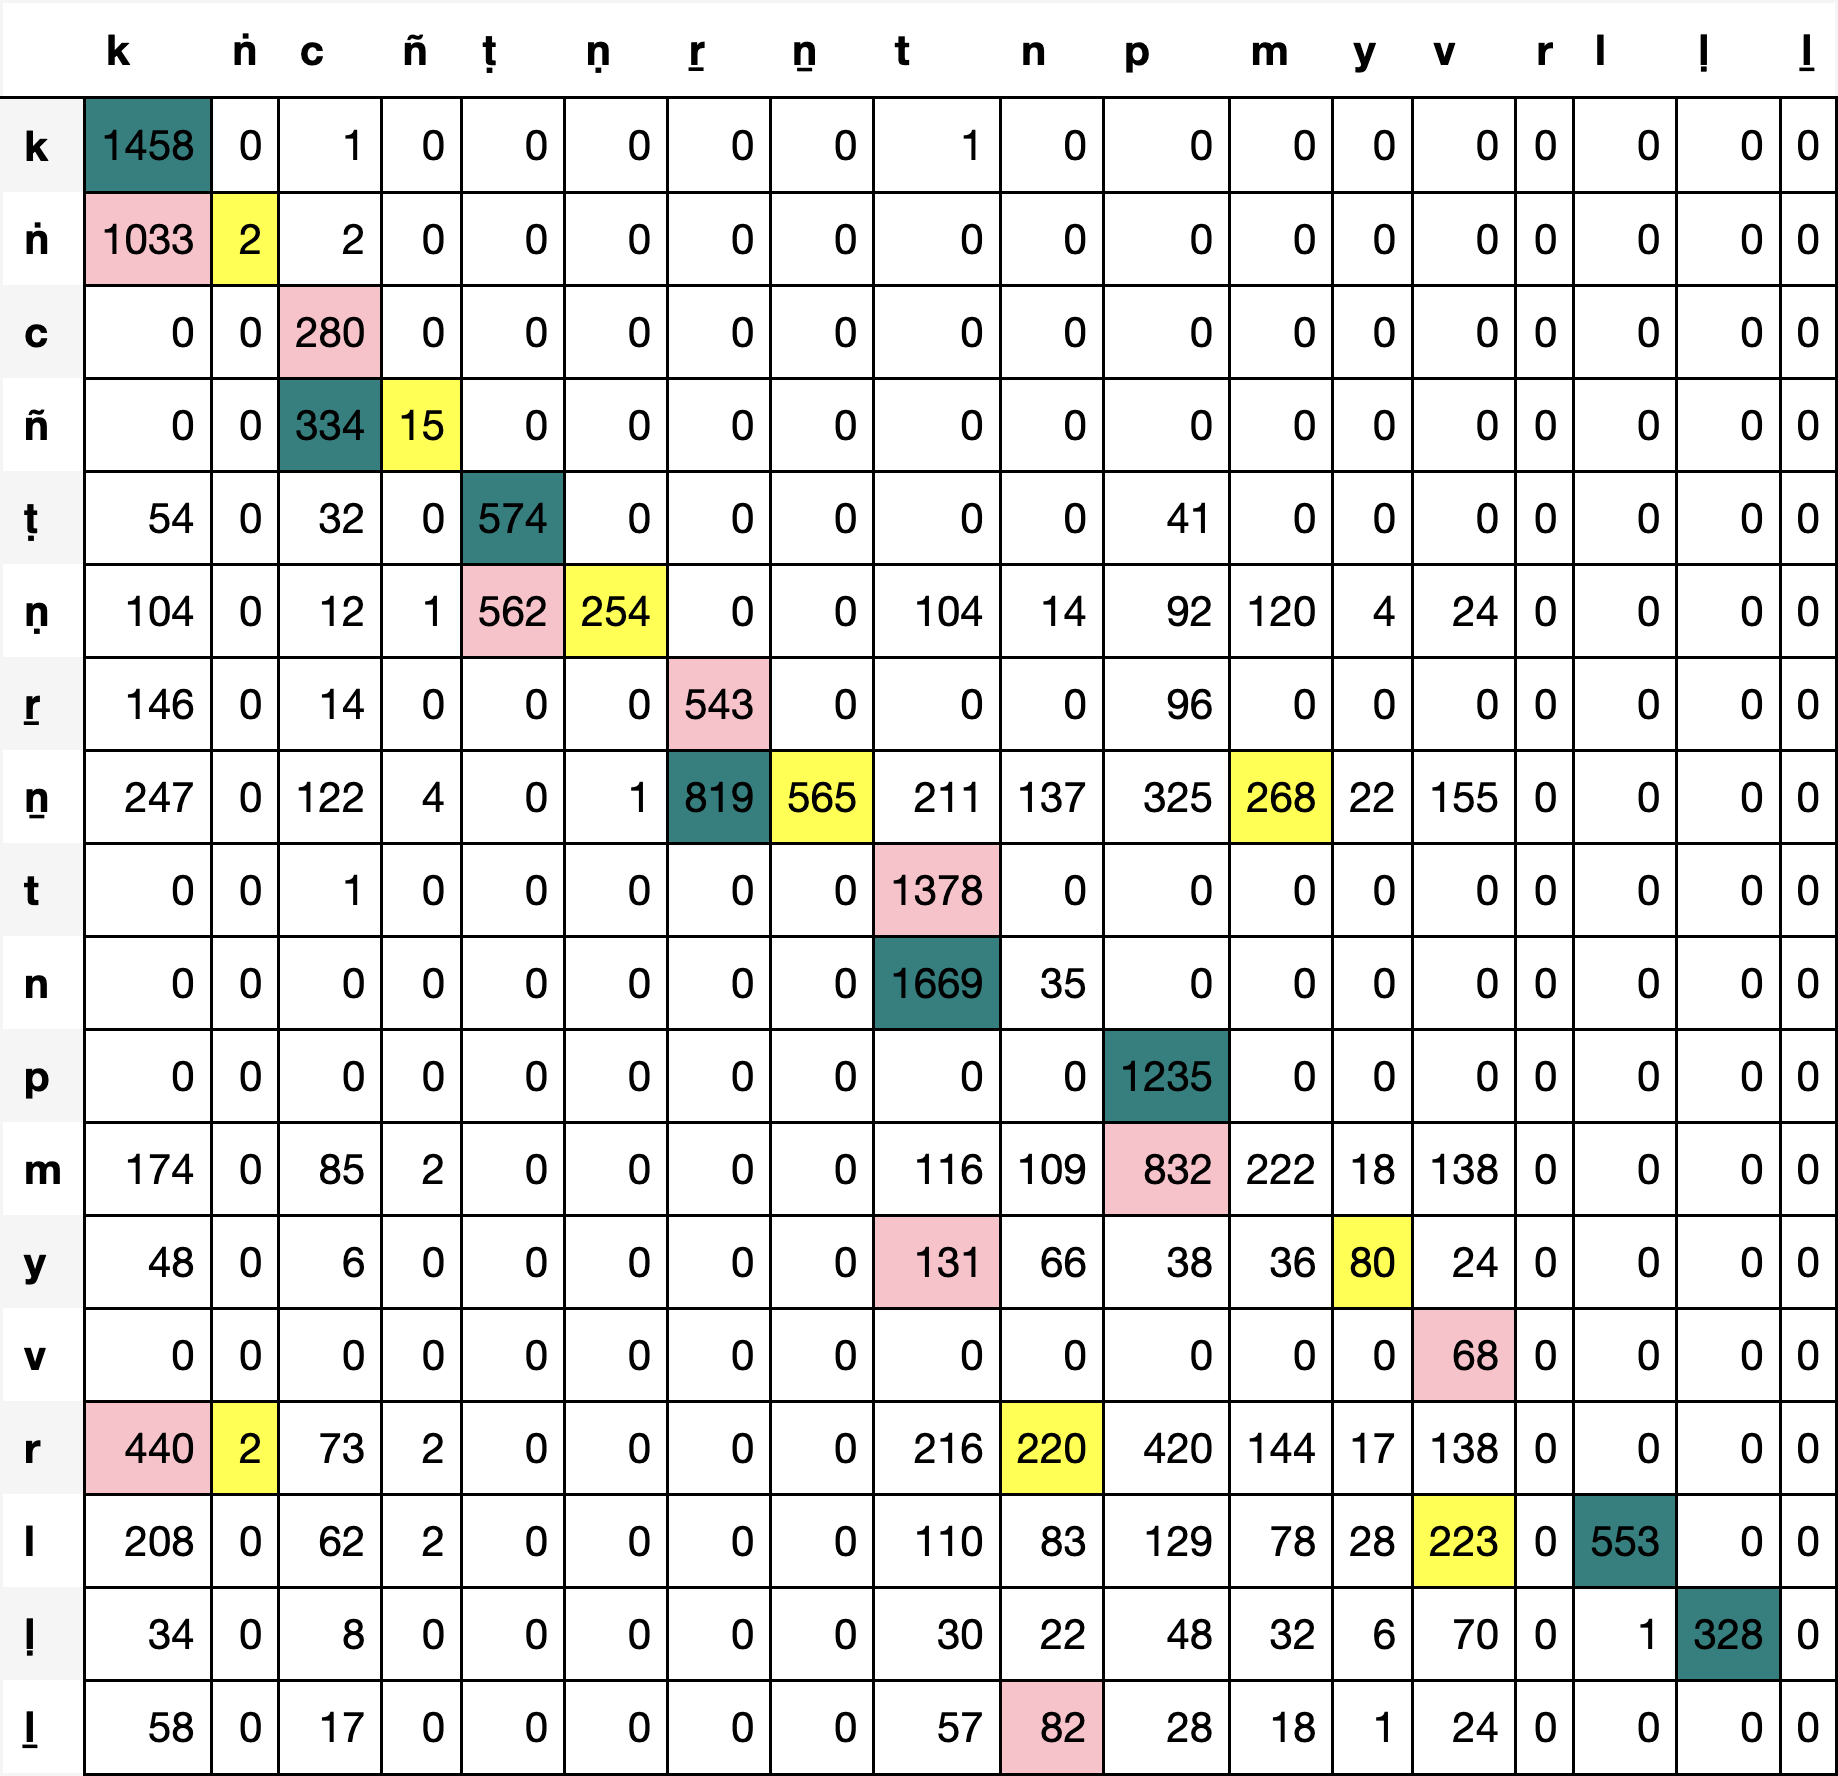 k ṅ c ñ ṭ ṇ ṟ ṉ t n p m y v r l ḷ ḻ
k 1458 0 1 0 0 0 0 0 1 0 0 0 0 0 0 0 0 0
ṅ 1033 2 2 0 0 0 0 0 0 0 0 0 0 0 0 0 0 0
c 0 0 280 0 0 0 0 0 0 0 0 0 0 0 0 0 0 0
ñ 0 0 334 15 0 0 0 0 0 0 0 0 0 0 0 0 0 0
ṭ 54 0 32 0 574 0 0 0 0 0 41 0 0 0 0 0 0 0
ṇ 104 0 12 1 562 254 0 0 104 14 92 120 4 24 0 0 0 0
ṟ 146 0 14 0 0 0 543 0 0 0 96 0 0 0 0 0 0 0
ṉ 247 0 122 4 0 1 819 565 211 137 325 268 22 155 0 0 0 0
t 0 0 1 0 0 0 0 0 1378 0 0 0 0 0 0 0 0 0
n 0 0 0 0 0 0 0 0 1669 35 0 0 0 0 0 0 0 0
p 0 0 0 0 0 0 0 0 0 0 1235 0 0 0 0 0 0 0
m 174 0 85 2 0 0 0 0 116 109 832 222 18 138 0 0 0 0
y 48 0 6 0 0 0 0 0 131 66 38 36 80 24 0 0 0 0
v 0 0 0 0 0 0 0 0 0 0 0 0 0 68 0 0 0 0
r 440 2 73 2 0 0 0 0 216 220 420 144 17 138 0 0 0 0
l 208 0 62 2 0 0 0 0 110 83 129 78 28 223 0 553 0 0
ḷ 34 0 8 0 0 0 0 0 30 22 48 32 6 70 0 1 328 0
ḻ 58 0 17 0 0 0 0 0 57 82 28 18 1 24 0 0 0 0